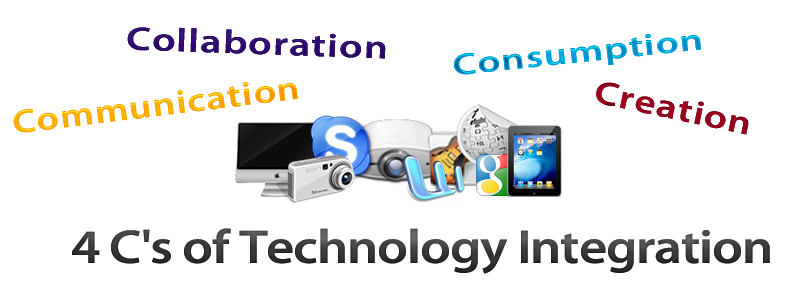 Collaboration
Consumption
Communication
Creation
S
g
4 C's of Technology Integration